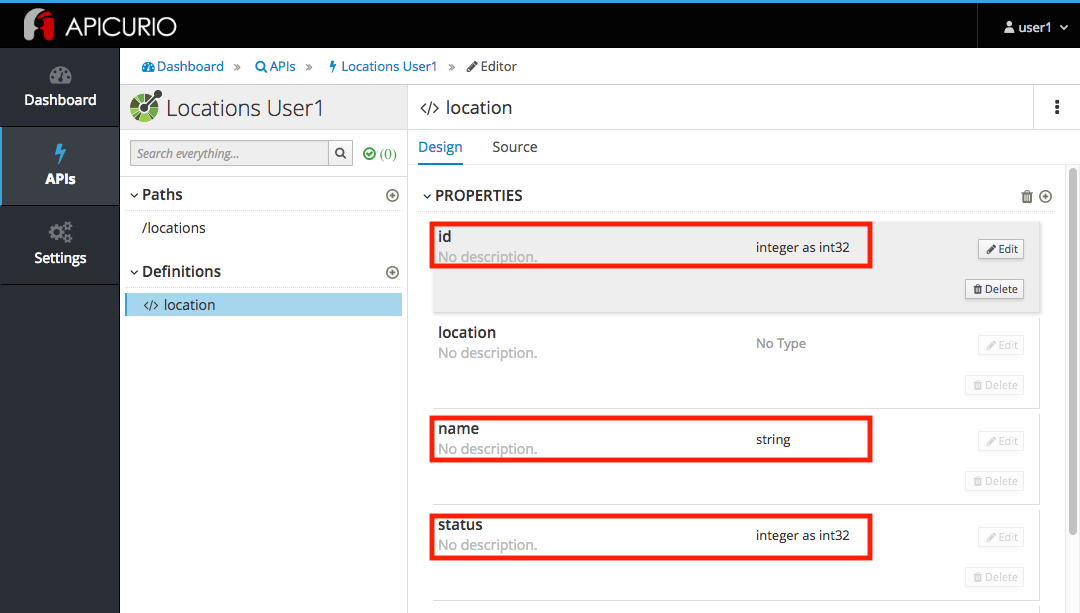 APICURIO
user1
Dashboard » APIs » Locations User1 » Editor
Dashboard
APIs
Settings
Locations User1
Search everything...
(0)
Paths
/locations
Definitions
</> location
</> location
Design Source
PROPERTIES
id
No description.
integer as int32
Edit
Delete
location
No description.
No Type
Edit
Delete
name
No description.
string
Edit
Delete
status
No description.
integer as int32
Edit
Delete